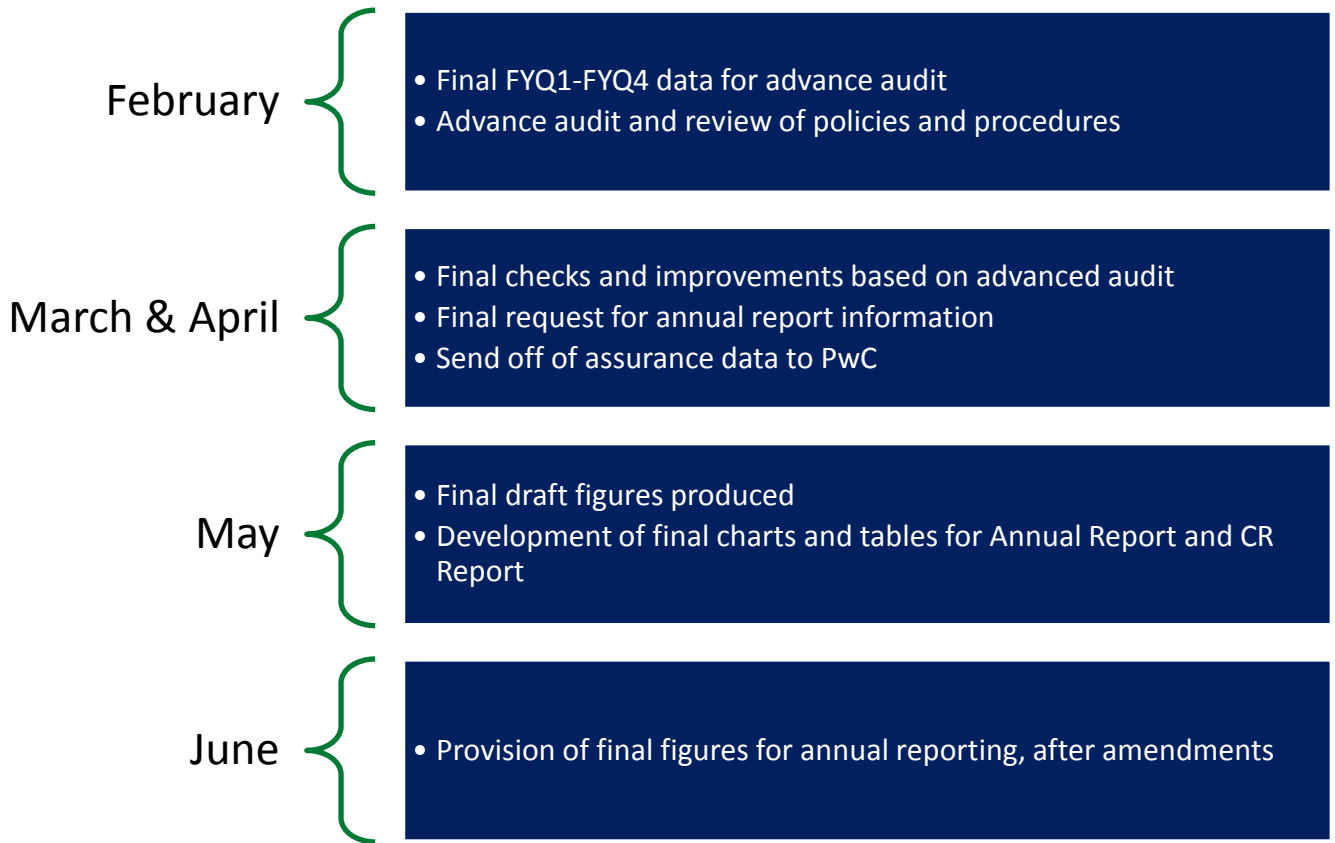 February
• Final FYQ1-FYQ4 data for advance audit
• Advance audit and review of policies and procedures
March & April
• Final checks and improvements based on advanced audit
• Final request for annual report information
• Send off of assurance data to PwC
May
• Final draft figures produced
• Development of final charts and tables for Annual Report and CR
Report
June
• Provision of final figures for annual reporting, after amendments